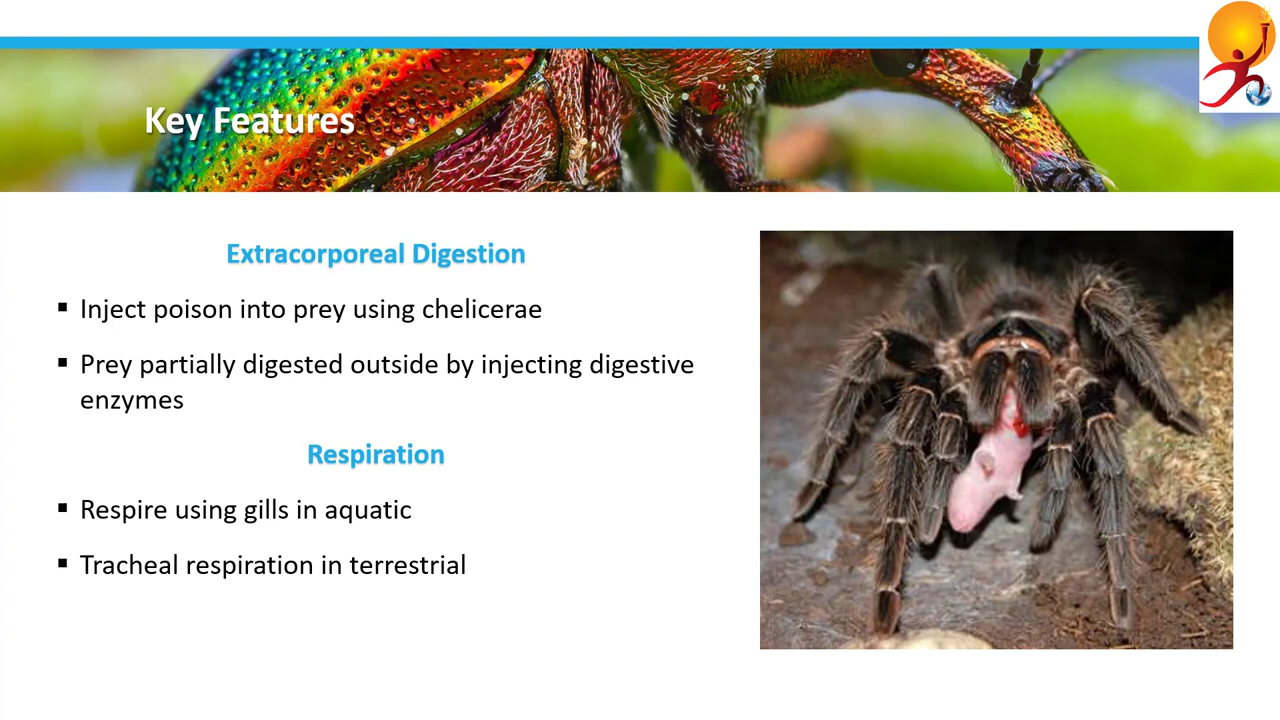 Key Features
Extracorporeal Digestion
▪ Inject poison into prey using chelicerae
▪ Prey partially digested outside by injecting digestive
enzymes
Respiration
▪ Respire using gills in aquatic
▪ Tracheal respiration in terrestrial